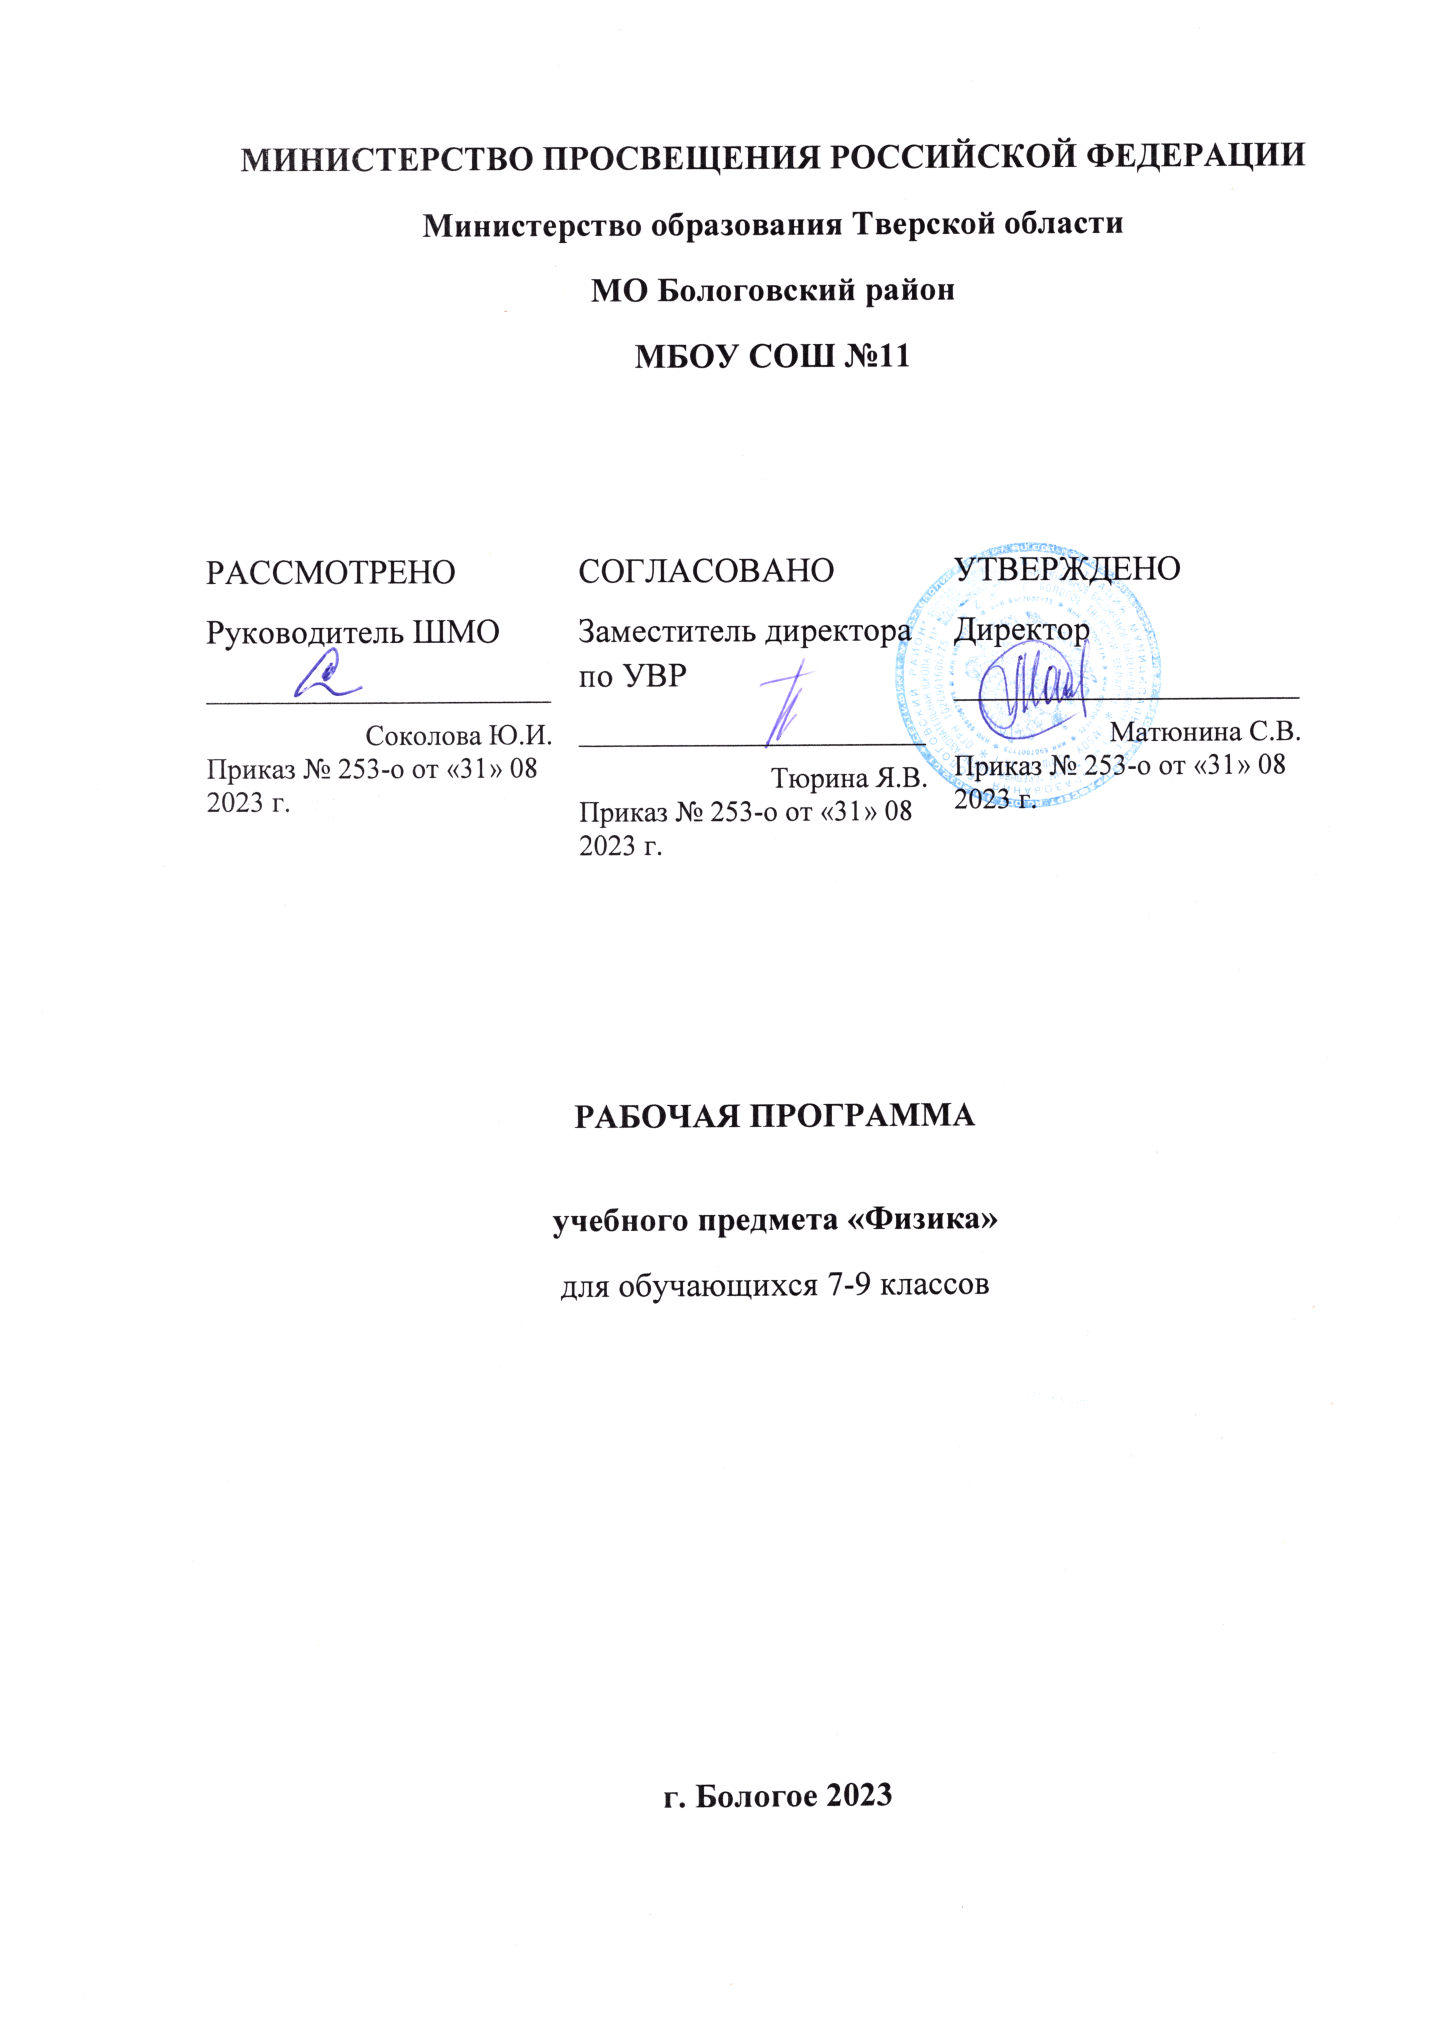 МИНИСТЕРСТВО ПРОСВЕЩЕНИЯ РОССИЙСКОЙ ФЕДЕРАЦИИ
Министерство образования Тверской области
МО Бологовский район
МБОУ СОШ №11
РАССМОТРЕНО
Руководитель ШМО
Соколова Ю.И.
Приказ № 253-о от «31» 08
2023 г.
СОГЛАСОВАНО
Заместитель директора
по УВР
Тюрина Я.В.
Приказ № 253-о от «31» 08
2023 г.
УТВЕРЖДЕНО
Директор
Матюнина С.В.
Приказ № 253-о от «31» 08
2023 г.
РАБОЧАЯ ПРОГРАММА
учебного предмета «Физика»
для обучающихся 7-9 классов
г. Бологое 2023